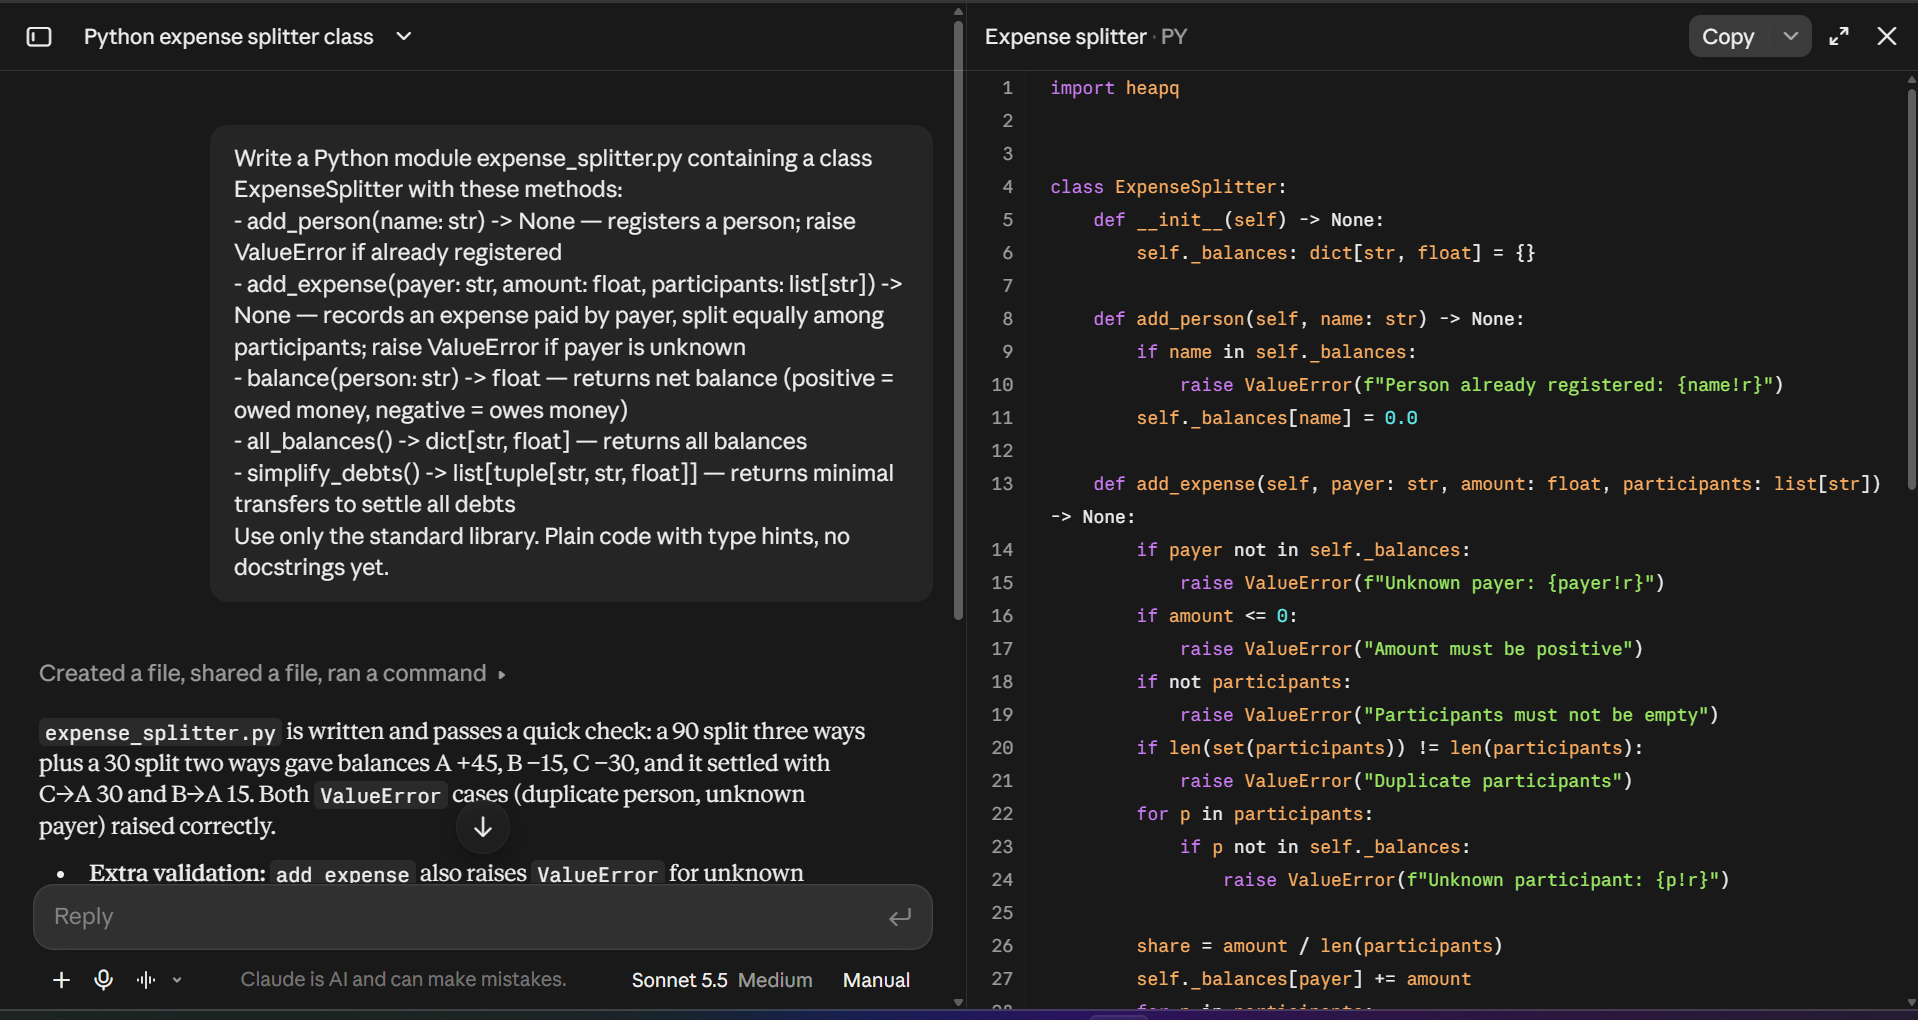 Python expense splitter class
Write a Python module expense_splitter.py containing a class
ExpenseSplitter with these methods:
- add_person(name: str) -> None — registers a person; raise
ValueError if already registered
- add_expense(payer: str, amount: float, participants: list[str]) ->
None — records an expense paid by payer, split equally among
participants; raise ValueError if payer is unknown
- balance(person: str) -> float — returns net balance (positive =
owed money, negative = owes money)
- all_balances() -> dict[str, float] — returns all balances
- simplify_debts() -> list[tuple[str, str, float]] — returns minimal
transfers to settle all debts
Use only the standard library. Plain code with type hints, no
docstrings yet.
Created a file, shared a file, ran a command
expense_splitter.py is written and passes a quick check: a 90 split three ways
plus a 30 split two ways gave balances A +45, B −15, C −30, and it settled with
C→A 30 and B→A 15. Both ValueError cases (duplicate person, unknown
payer) raised correctly.
• Extra validation: add_expense also raises ValueError for unknown
Reply
Claude is AI and can make mistakes.
Sonnet 5.5 Medium
Manual
Expense splitter · PY
Copy
1 import heapq
2
3
4 class ExpenseSplitter:
5     def __init__(self) -> None:
6         self._balances: dict[str, float] = {}
7
8     def add_person(self, name: str) -> None:
9         if name in self._balances:
10             raise ValueError(f"Person already registered: {name!r}")
11         self._balances[name] = 0.0
12
13     def add_expense(self, payer: str, amount: float, participants: list[str])
-> None:
14         if payer not in self._balances:
15             raise ValueError(f"Unknown payer: {payer!r}")
16         if amount <= 0:
17             raise ValueError("Amount must be positive")
18         if not participants:
19             raise ValueError("Participants must not be empty")
20         if len(set(participants)) != len(participants):
21             raise ValueError("Duplicate participants")
22         for p in participants:
23             if p not in self._balances:
24                 raise ValueError(f"Unknown participant: {p!r}")
25
26         share = amount / len(participants)
27         self._balances[payer] += amount
28         for p in participants: